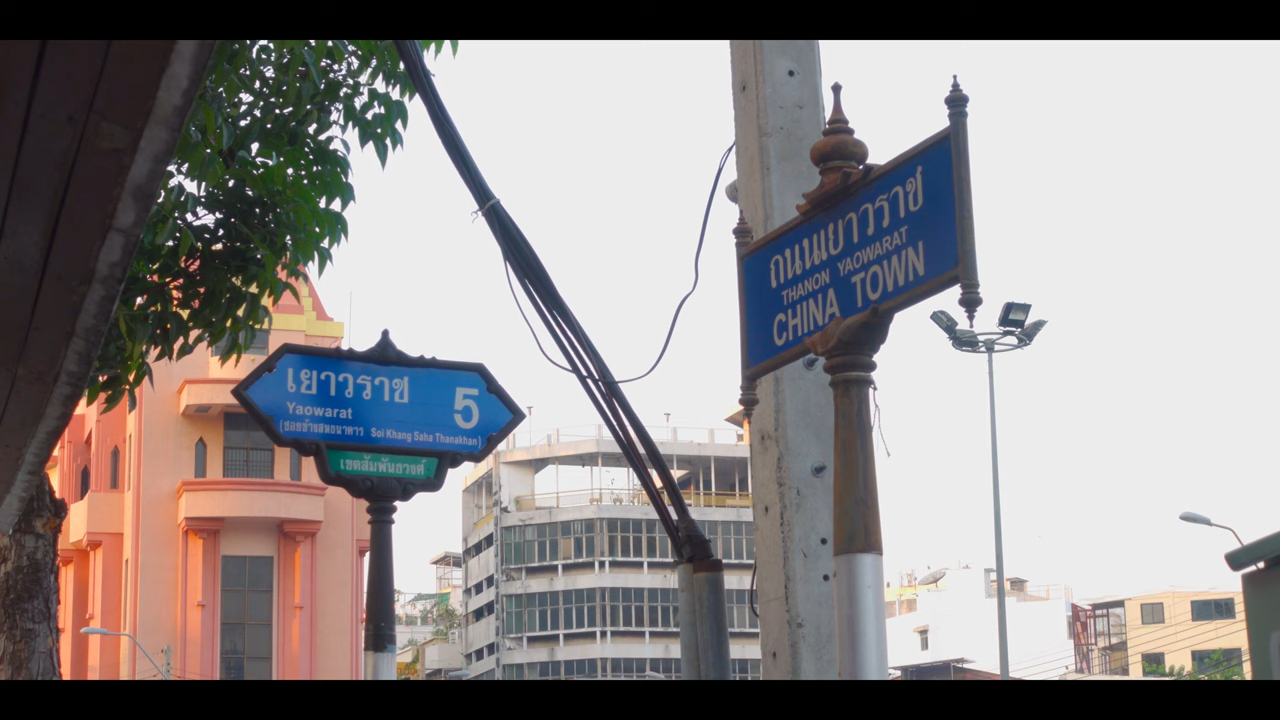 เยาวราช 5
Yaowarat
(ซอยข้างสหธนาคาร Soi Khang Saha Thanakhan)
เขตสัมพันธวงศ์
ถนนเยาวราช
THANON YAOWARAT
CHINA TOWN